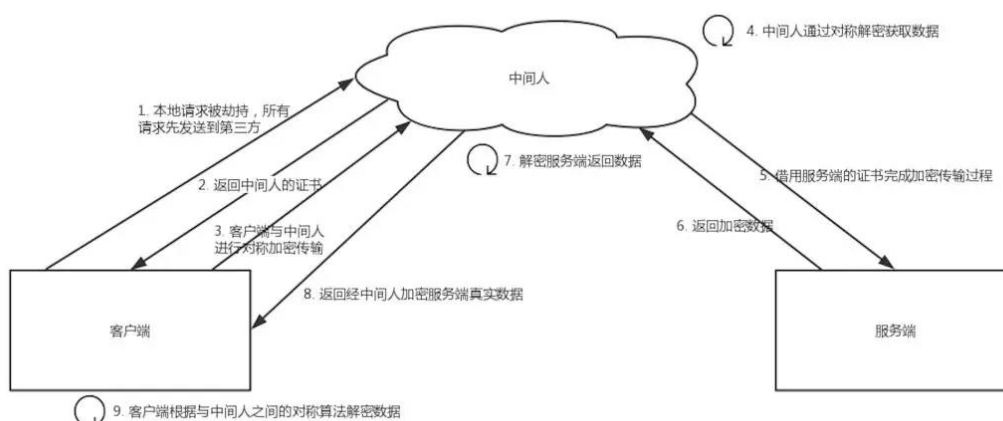 4. 中间人通过对称解密获取数据
中间人
1. 本地请求被劫持，所有
请求先发送到第三方
7. 解密服务端返回数据
2. 返回中间人的证书
5. 借用服务端的证书完成加密传输过程
3. 客户端与中间人
进行对称加密传输
6. 返回加密数据
8. 返回经中间人加密服务端真实数据
客户端
服务端
9. 客户端根据与中间人之间的对称算法解密数据